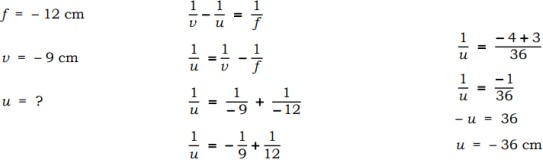 f = – 12 cm
v = – 9 cm
u = ?
1/v – 1/u = 1/f
1/u = 1/v – 1/f
1/u = 1/–9 + 1/–12
1/u = – 1/9 + 1/12
1/u = – 4 + 3/36
1/u = –1/36
– u = 36
u = – 36 cm